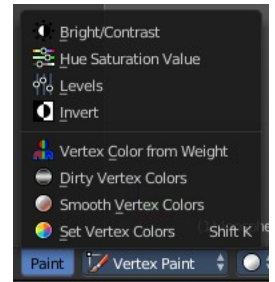 Bright/Contrast
Hue Saturation Value
Levels
Invert
Vertex Color from Weight
Dirty Vertex Colors
Smooth Vertex Colors
Set Vertex Colors Shift K
Paint Vertex Paint